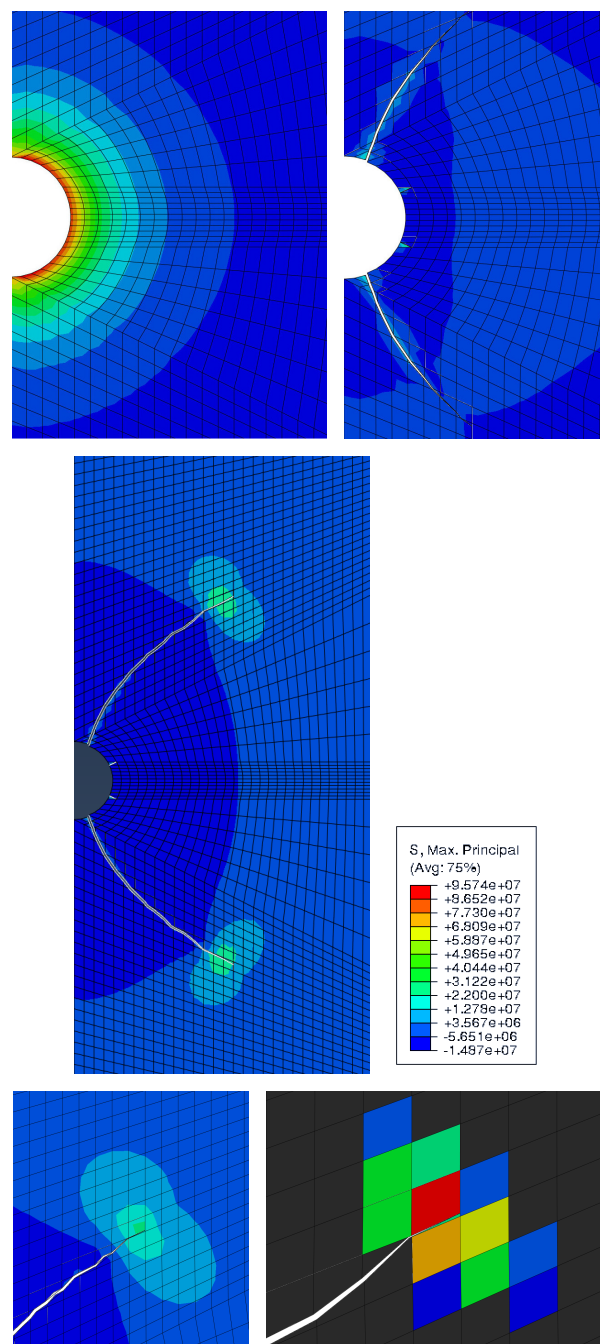 S, Max. Principal
(Avg: 75%)
+9.574e+07
+8.652e+07
+7.730e+07
+6.809e+07
+5.887e+07
+4.965e+07
+4.044e+07
+3.122e+07
+2.200e+07
+1.278e+07
+3.567e+06
-5.651e+06
-1.487e+07